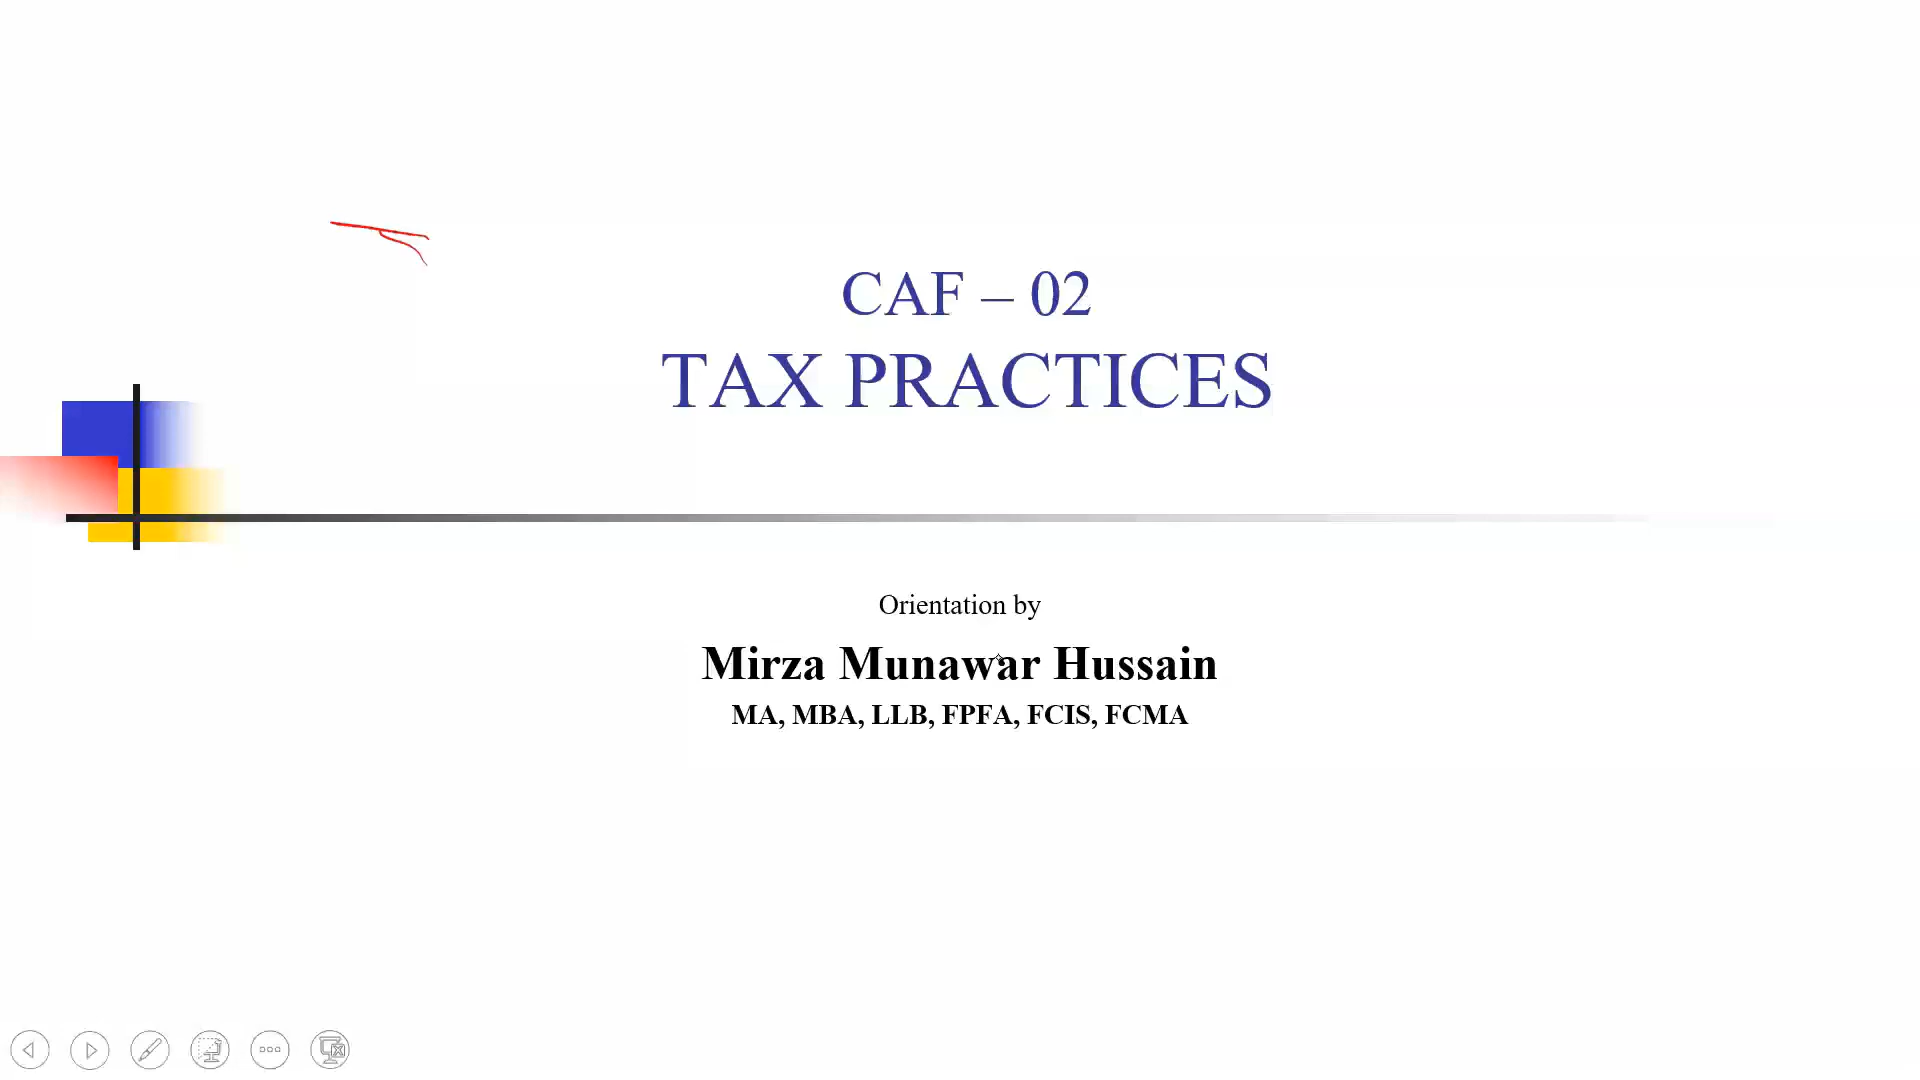 CAF – 02
TAX PRACTICES
Orientation by
Mirza Munawar Hussain
MA, MBA, LLB, FPFA, FCIS, FCMA